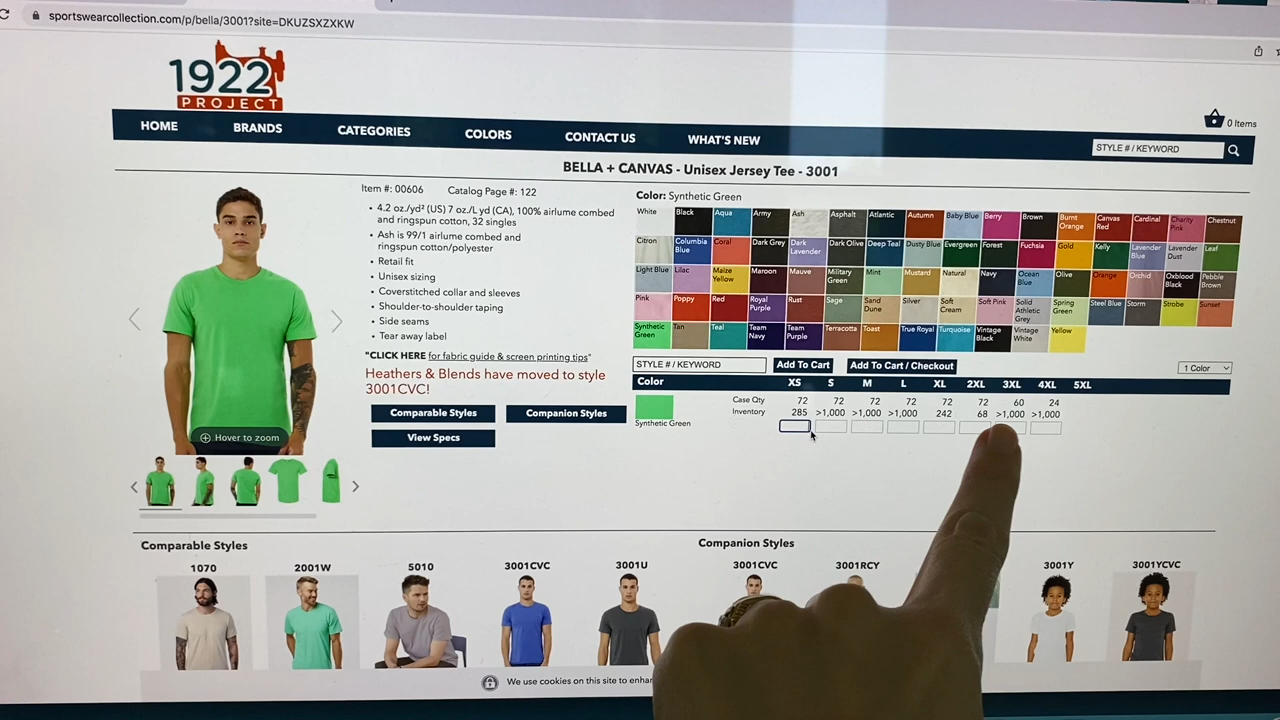 sportswearcollection.com/p/bella/3001?site=DKUZSXZXKW
1922
PROJECT
0 Items
HOME BRANDS CATEGORIES COLORS CONTACT US WHAT'S NEW
STYLE # / KEYWORD
BELLA + CANVAS - Unisex Jersey Tee - 3001
Item #: 00606 Catalog Page #: 122
• 4.2 oz./yd² (US) 7 oz./L yd (CA), 100% airlume combed
and ringspun cotton, 32 singles
• Ash is 99/1 airlume combed and
ringspun cotton/polyester
• Retail fit
• Unisex sizing
• Coverstitched collar and sleeves
• Shoulder-to-shoulder taping
• Side seams
• Tear away label
"CLICK HERE for fabric guide & screen printing tips"
Heathers & Blends have moved to style
3001CVC!
Comparable Styles Companion Styles
View Specs
Hover to zoom
Color: Synthetic Green
White Black Aqua Army Ash Asphalt Atlantic Autumn Baby Blue Berry Brown Burnt Orange Canvas Red Cardinal Charity Pink Chestnut
Citron Columbia Blue Coral Dark Grey Dark Lavender Dark Olive Deep Teal Dusty Blue Evergreen Forest Fuchsia Gold Kelly Lavender Blue Lavender Dust Leaf
Light Blue Lilac Maize Yellow Maroon Mauve Military Green Mint Mustard Natural Navy Ocean Blue Olive Orange Orchid Oxblood Black Pebble Brown
Pink Poppy Red Royal Purple Rust Sage Sand Dune Silver Soft Cream Soft Pink Solid Athletic Grey Spring Green Steel Blue Storm Strobe Sunset
Synthetic Green Tan Teal Team Navy Team Purple Terracotta Toast True Royal Turquoise Vintage Black Vintage White Yellow
STYLE # / KEYWORD Add To Cart Add To Cart / Checkout 1 Color
Color XS S M L XL 2XL 3XL 4XL 5XL
Case Qty 72 72 72 72 72 72 60 24
Inventory 285 >1,000 >1,000 >1,000 242 68 >1,000 >1,000
Synthetic Green
Comparable Styles Companion Styles
1070 2001W 5010 3001CVC 3001U 3001CVC 3001RCY 3001Y 3001YCVC
We use cookies on this site to enhan